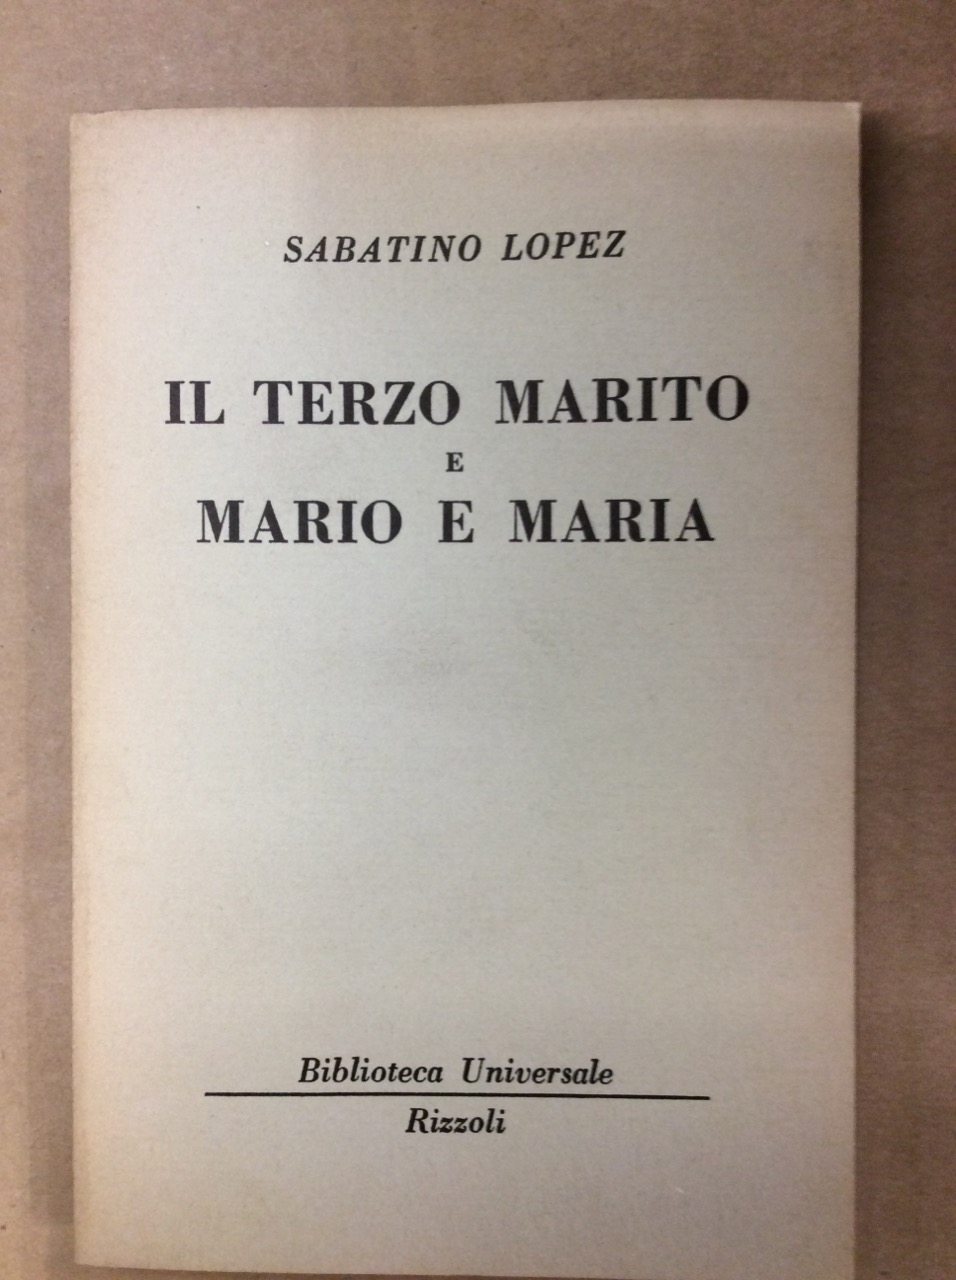 SABATINO LOPEZ
IL TERZO MARITO
E
MARIO E MARIA
Biblioteca Universale
Rizzoli